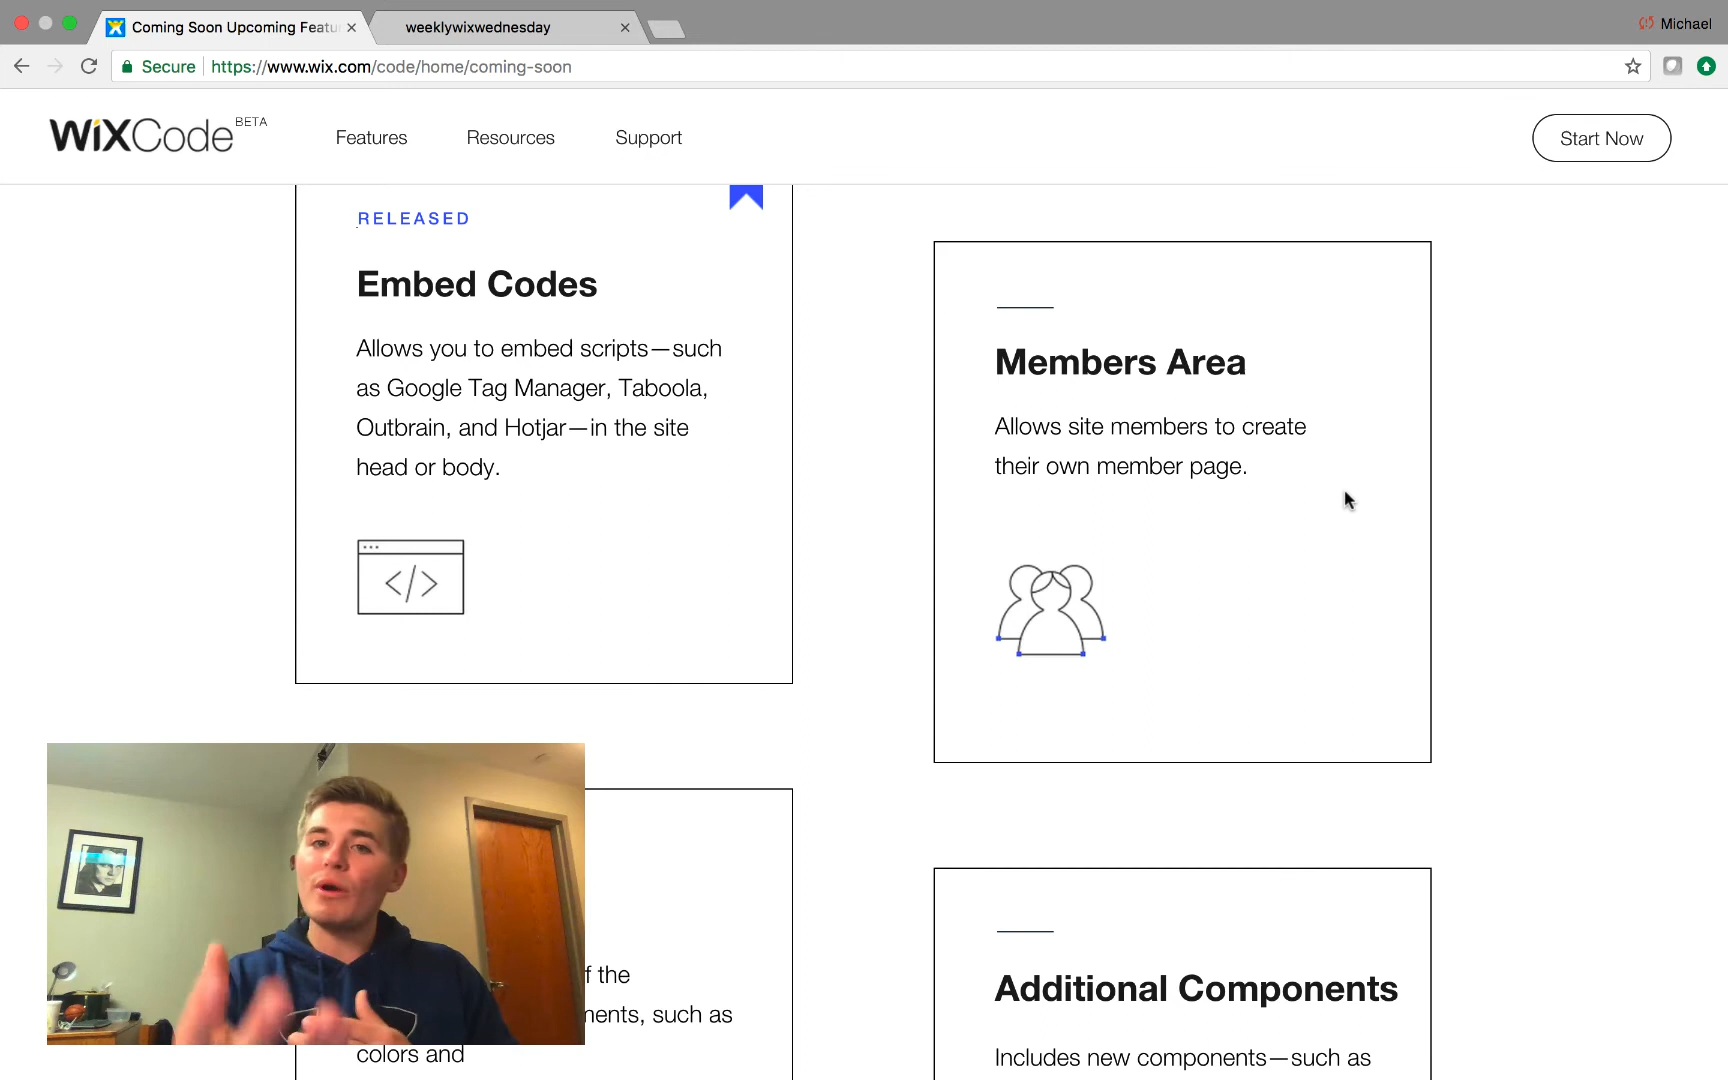 Coming Soon Upcoming Featu
weeklywixwednesday
Michael
Secure
https://www.wix.com/code/home/coming-soon
WiXCode BETA
Features
Resources
Support
Start Now
RELEASED
Embed Codes
Allows you to embed scripts—such
as Google Tag Manager, Taboola,
Outbrain, and Hotjar—in the site
head or body.
</>
Members Area
Allows site members to create
their own member page.
f the
nents, such as
colors and
Additional Components
Includes new components—such as